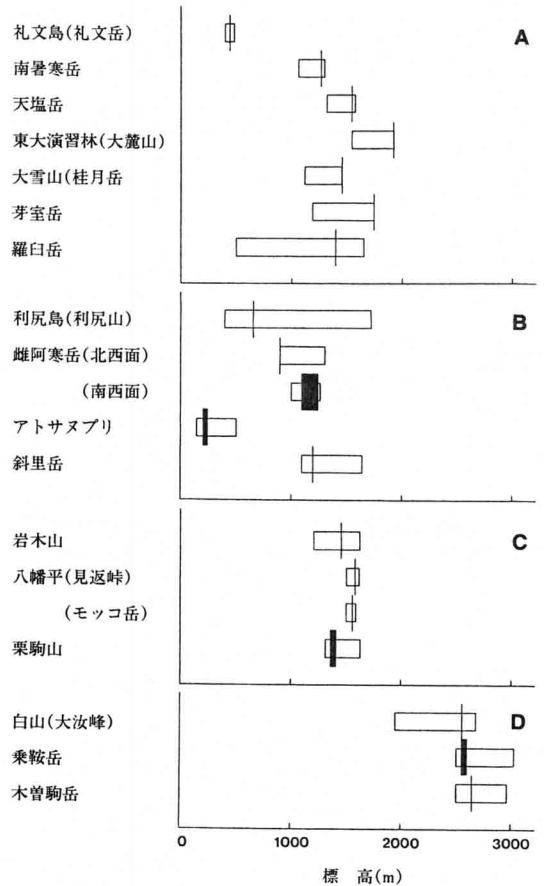 礼文島(礼文岳)
A
南暑寒岳
天塩岳
東大演習林(大麓山)
大雪山(桂月岳
芽室岳
羅臼岳
利尻島(利尻山)
B
雌阿寒岳(北西面)
(南西面)
アトサヌプリ
斜里岳
岩木山
C
八幡平(見返峠)
(モッコ岳)
栗駒山
白山(大汝峰)
D
乗鞍岳
木曽駒岳
0 1000 2000 3000
標 高(m)